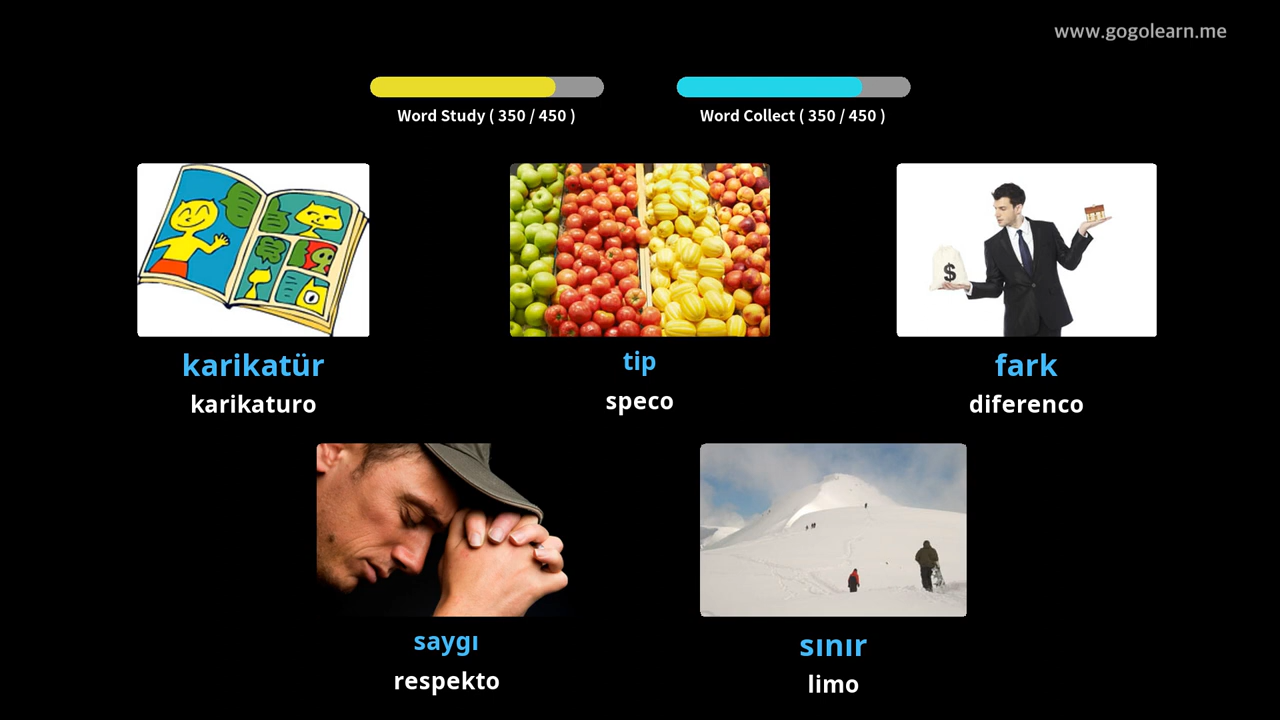 www.gogolearn.me
Word Study ( 350 / 450 )
Word Collect ( 350 / 450 )
karikatür
karikaturo
tip
speco
fark
diferenco
$
saygı
respekto
sınır
limo